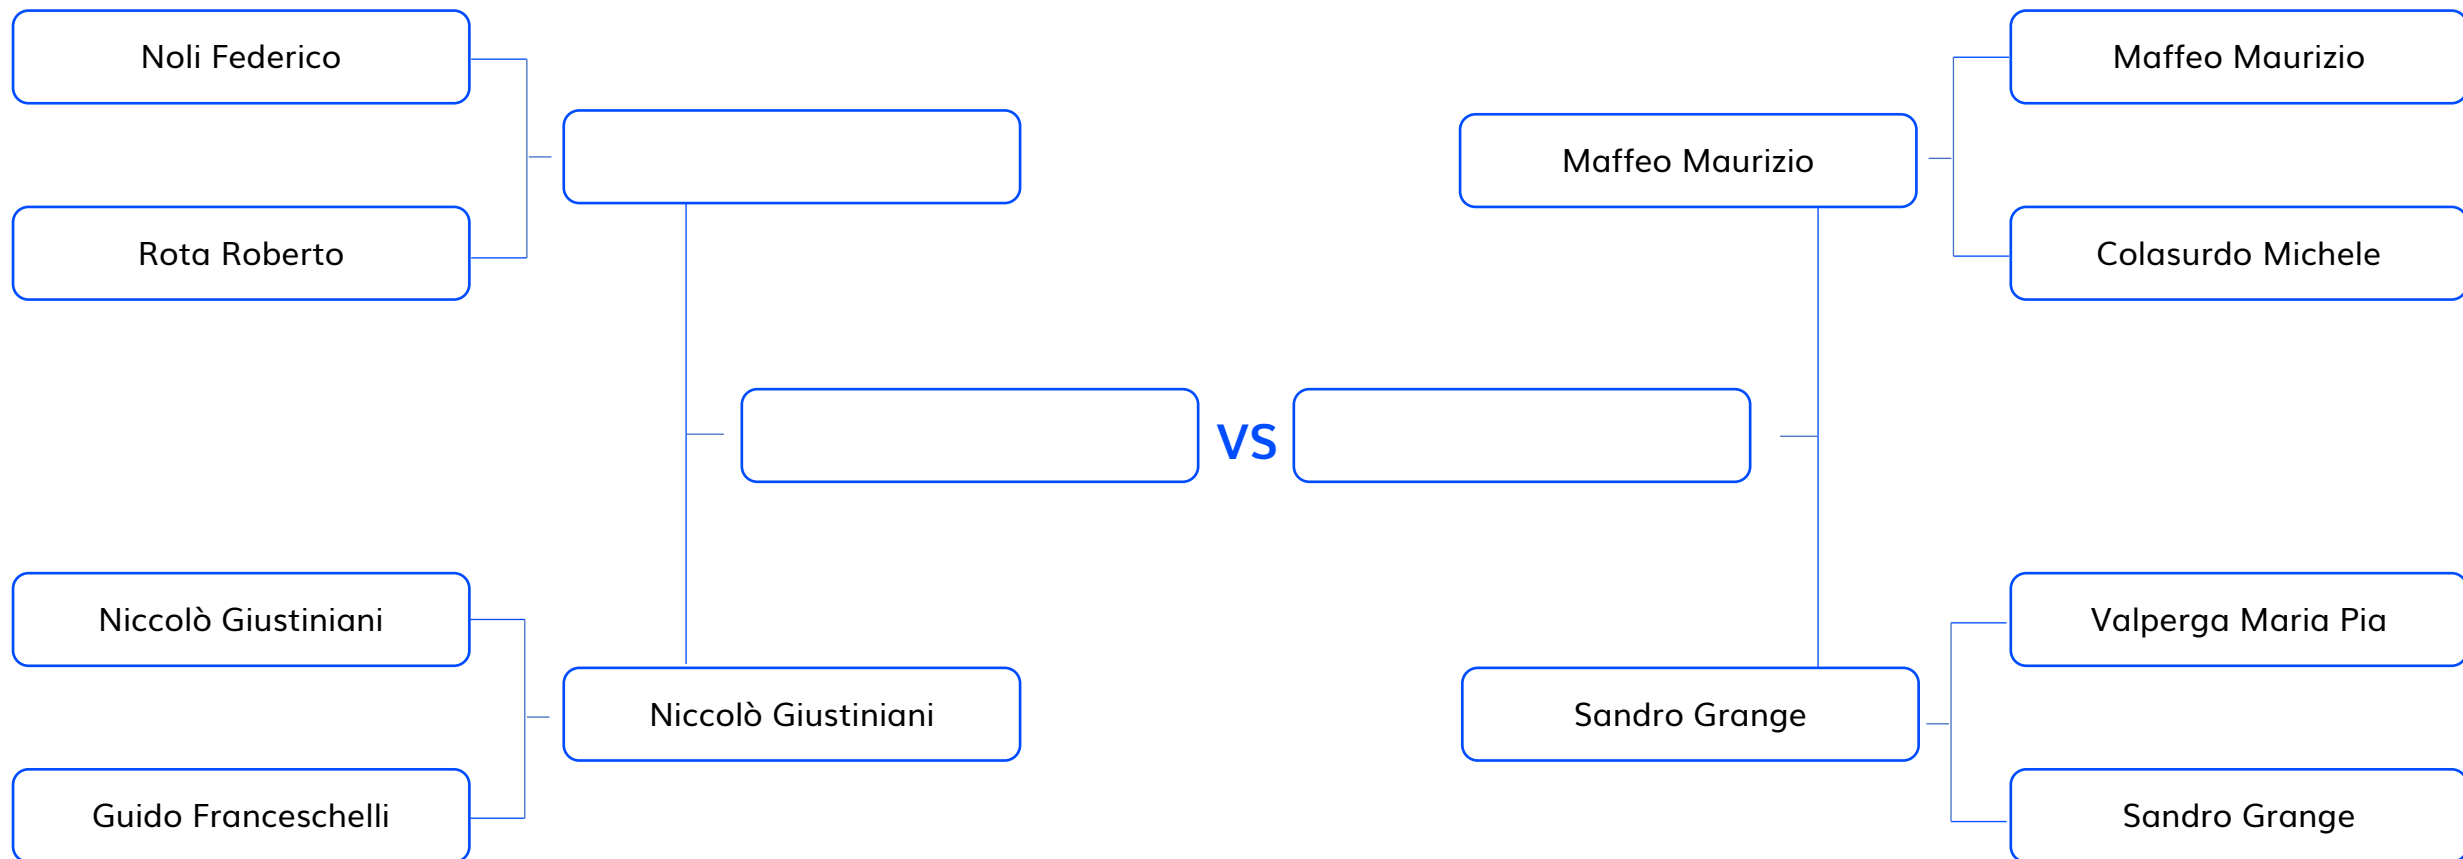 Noli Federico
Maffeo Maurizio
Maffeo Maurizio
Rota Roberto
Colasurdo Michele
VS
Niccolò Giustiniani
Valperga Maria Pia
Niccolò Giustiniani
Sandro Grange
Guido Franceschelli
Sandro Grange